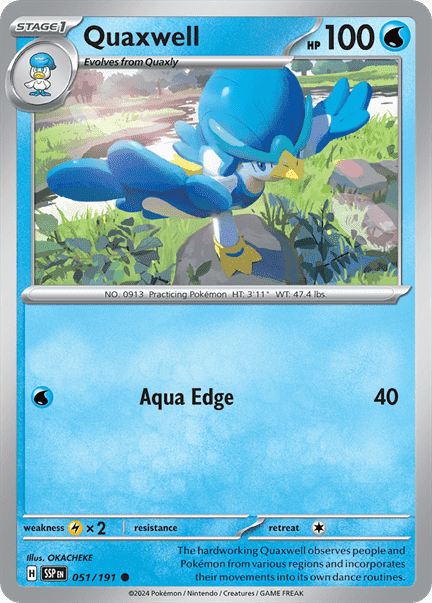 STAGE1
Quaxwell
HP 100
Evolves from Quaxly
NO. 0913 Practicing Pokémon HT: 3'11" WT: 47.4 lbs.
Aqua Edge 40
weakness ×2 resistance retreat
Illus. OKACHEKE
H SSP EN 051/191
The hardworking Quaxwell observes people and
Pokémon from various regions and incorporates
their movements into its own dance routines.
©2024 Pokémon / Nintendo / Creatures / GAME FREAK